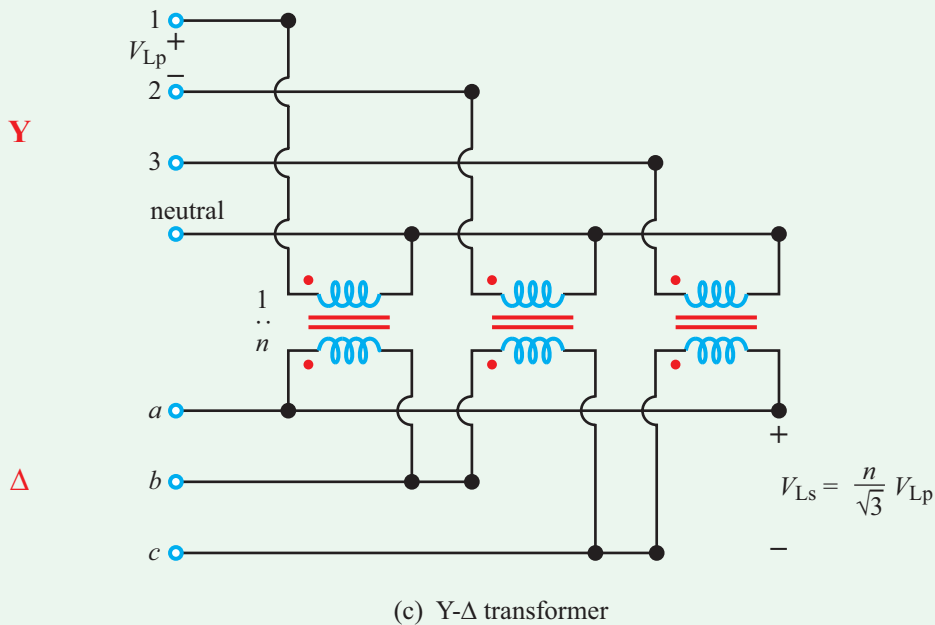 1
V_Lp +
−
2
Y
3
neutral
1
:
n
a
+
Δ
b
V_Ls = n/√3 V_Lp
c
−
(c) Y-Δ transformer